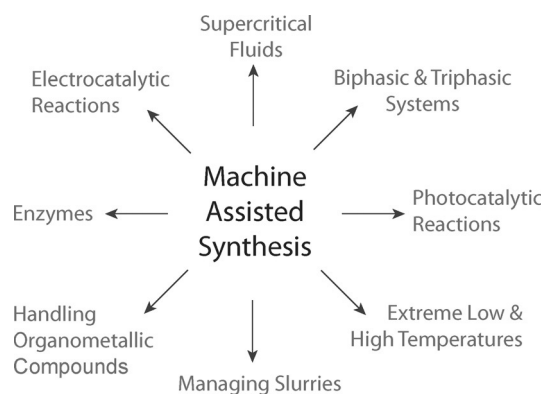 Supercritical
Fluids
Electrocatalytic
Reactions
Biphasic & Triphasic
Systems
Machine
Assisted
Synthesis
Enzymes
Photocatalytic
Reactions
Handling
Organometallic
Compounds
Extreme Low &
High Temperatures
Managing Slurries